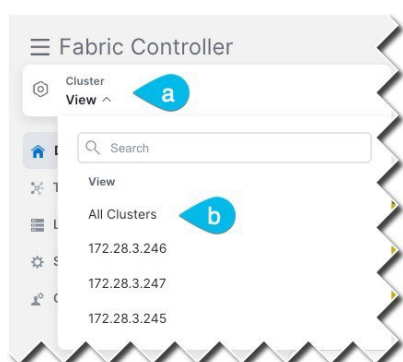 Fabric Controller
Cluster
View
a
Search
View
All Clusters
b
172.28.3.246
172.28.3.247
172.28.3.245